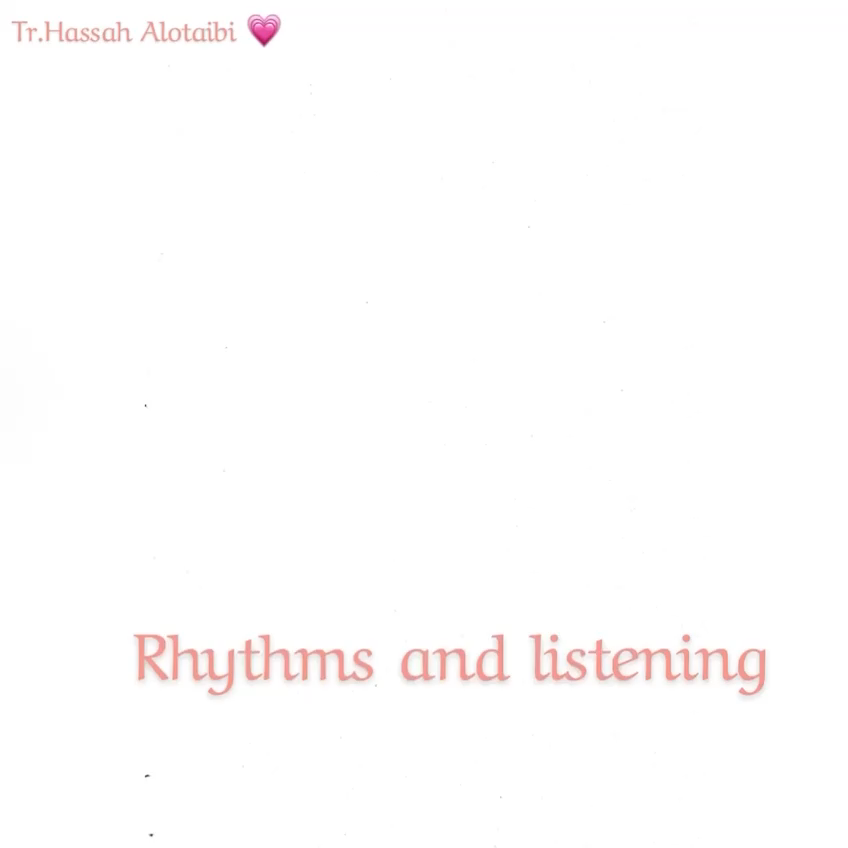 Tr.Hassah Alotaibi 💗
Rhythms and listening